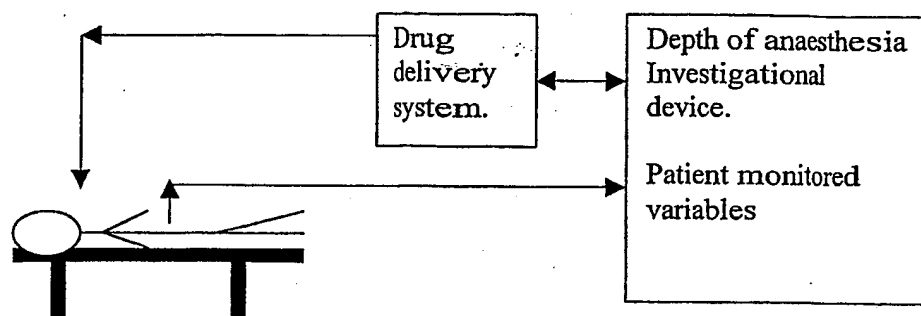 Drug
delivery
system.
Depth of anaesthesia
Investigational
device.
Patient monitored
variables